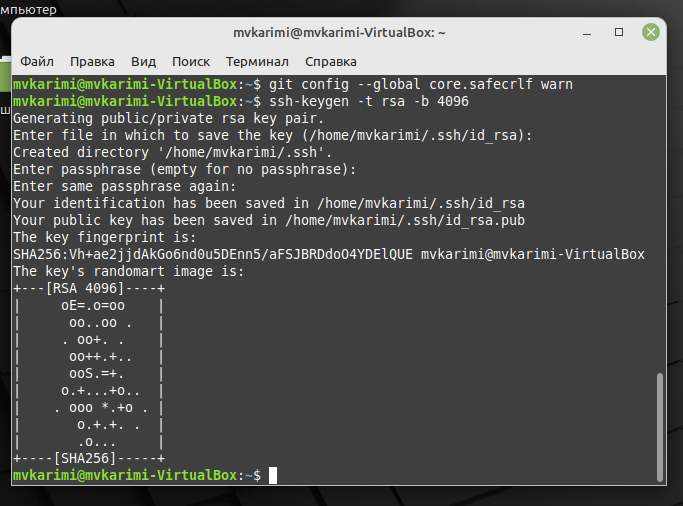 мпьютер
mvkarimi@mvkarimi-VirtualBox: ~
Файл Правка Вид Поиск Терминал Справка
mvkarimi@mvkarimi-VirtualBox:~$ git config --global core.safecrlf warn
mvkarimi@mvkarimi-VirtualBox:~$ ssh-keygen -t rsa -b 4096
Generating public/private rsa key pair.
Enter file in which to save the key (/home/mvkarimi/.ssh/id_rsa):
Created directory '/home/mvkarimi/.ssh'.
Enter passphrase (empty for no passphrase):
Enter same passphrase again:
Your identification has been saved in /home/mvkarimi/.ssh/id_rsa
Your public key has been saved in /home/mvkarimi/.ssh/id_rsa.pub
The key fingerprint is:
SHA256:Vh+ae2jjdAkGo6nd0u5DEnn5/aFSJBRDdoO4YDElQUE mvkarimi@mvkarimi-VirtualBox
The key's randomart image is:
+---[RSA 4096]----+
|     oE=.o=oo    |
|      oo..oo .   |
|     . oo+. .    |
|      oo++.+..   |
|      ooS.=+.    |
|     o.+...+o..  |
|    . ooo *.+o . |
|       o.+.+. .  |
|       .o...     |
+----[SHA256]-----+
mvkarimi@mvkarimi-VirtualBox:~$